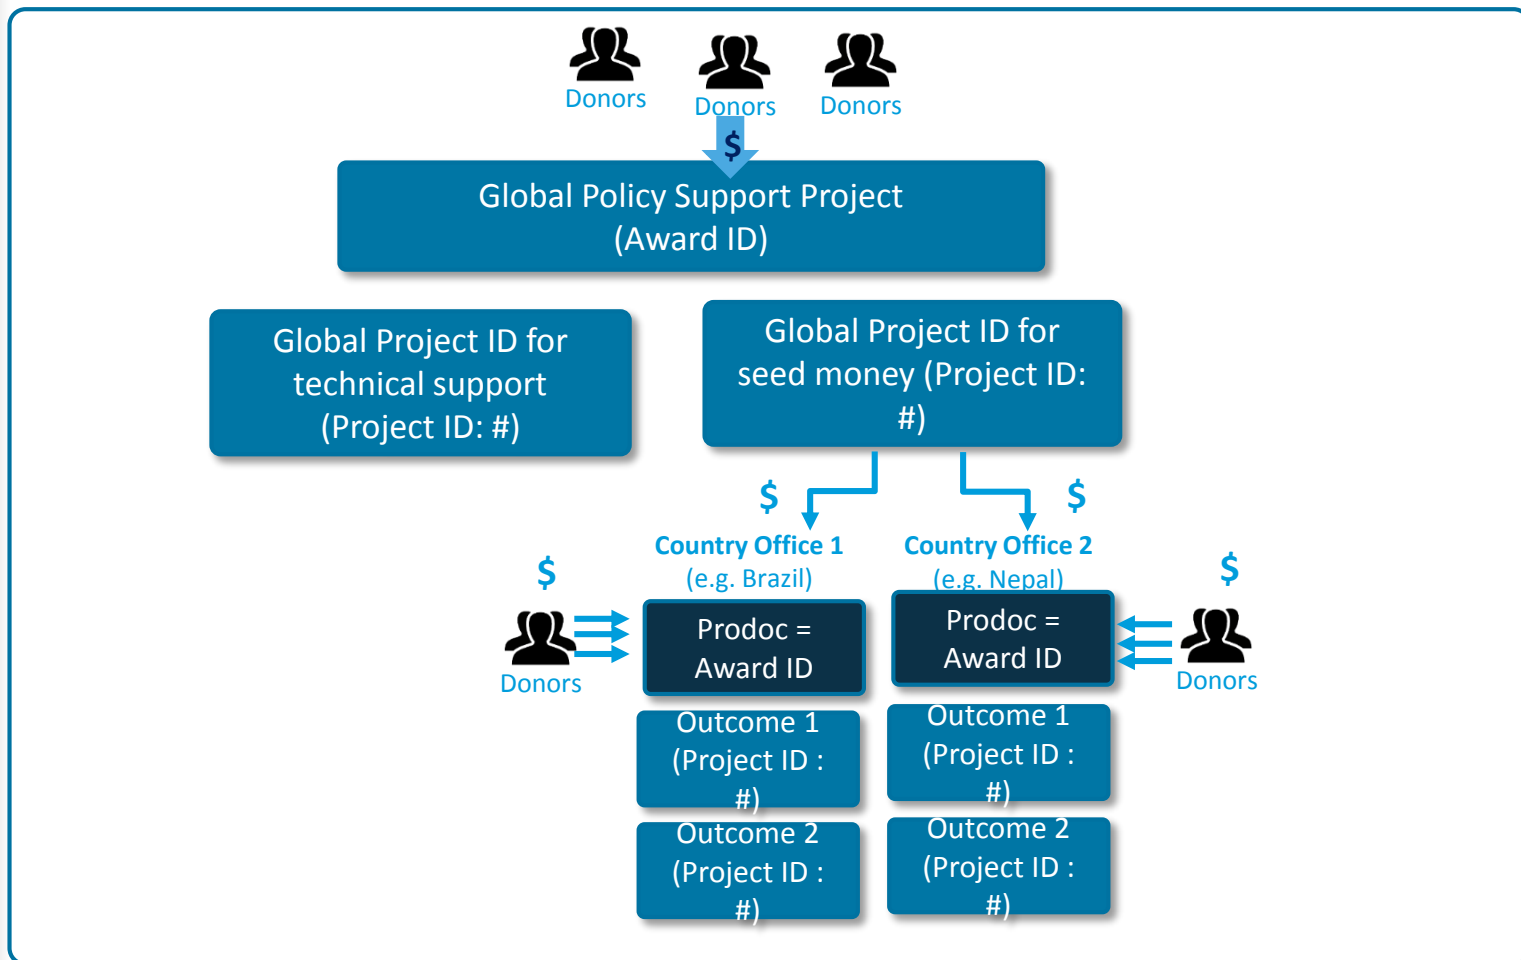 Donors
Donors
Donors
$
Global Policy Support Project
(Award ID)
Global Project ID for
technical support
(Project ID: #)
Global Project ID for
seed money (Project ID:
#)
$
$
Country Office 1
(e.g. Brazil)
Country Office 2
(e.g. Nepal)
$
$
Donors
Prodoc =
Award ID
Prodoc =
Award ID
Donors
Outcome 1
(Project ID :
#)
Outcome 1
(Project ID :
#)
Outcome 2
(Project ID :
#)
Outcome 2
(Project ID :
#)